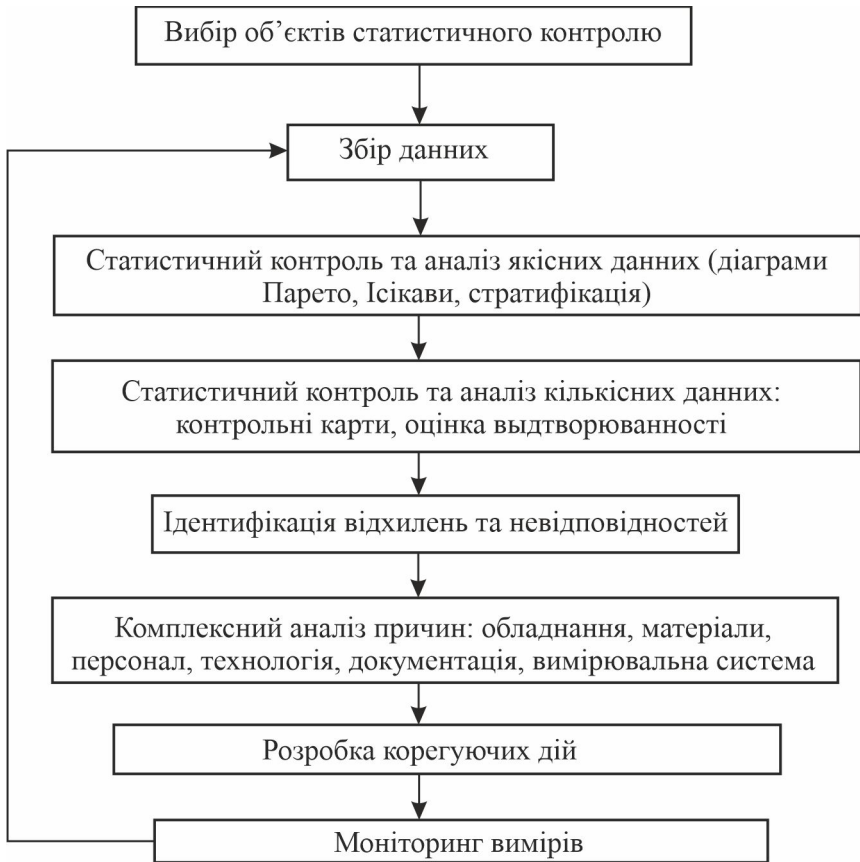 Вибір об’єктів статистичного контролю
Збір данних
Статистичний контроль та аналіз якісних данних (діаграми
Парето, Ісікави, стратифікація)
Статистичний контроль та аналіз кількісних данних:
контрольні карти, оцінка выдтворюванності
Ідентифікація відхилень та невідповідностей
Комплексний аналіз причин: обладнання, матеріали,
персонал, технологія, документація, вимірювальна система
Розробка корегуючих дій
Моніторинг вимірів